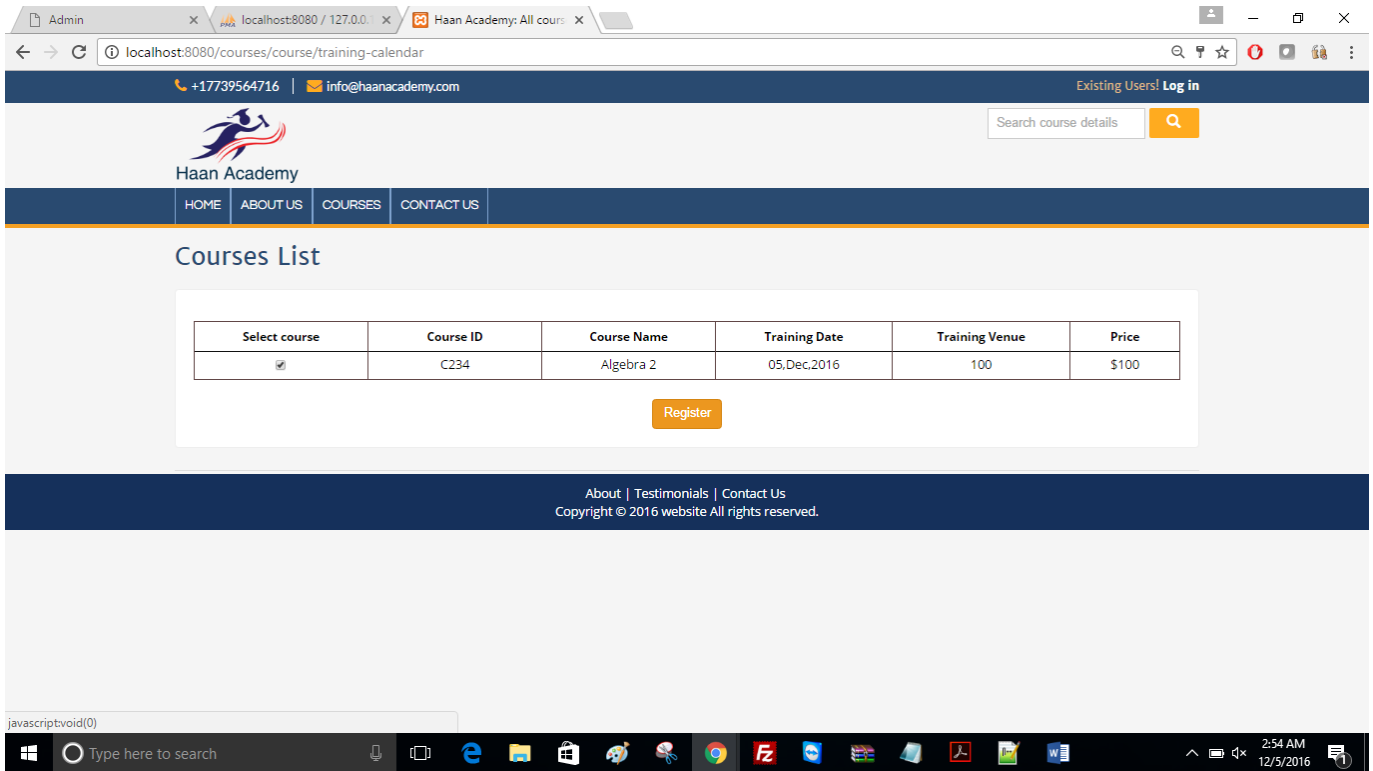 Admin
localhost:8080 / 127.0.0.1
Haan Academy: All cours
localhost:8080/courses/course/training-calendar
+17739564716 | info@haanacademy.com
Existing Users! Log in
Haan Academy
Search course details
HOME ABOUT US COURSES CONTACT US
Courses List
Select course Course ID Course Name Training Date Training Venue Price
C234 Algebra 2 05,Dec,2016 100 $100
Register
About | Testimonials | Contact Us
Copyright © 2016 website All rights reserved.
javascript:void(0)
Type here to search
2:54 AM
12/5/2016
1